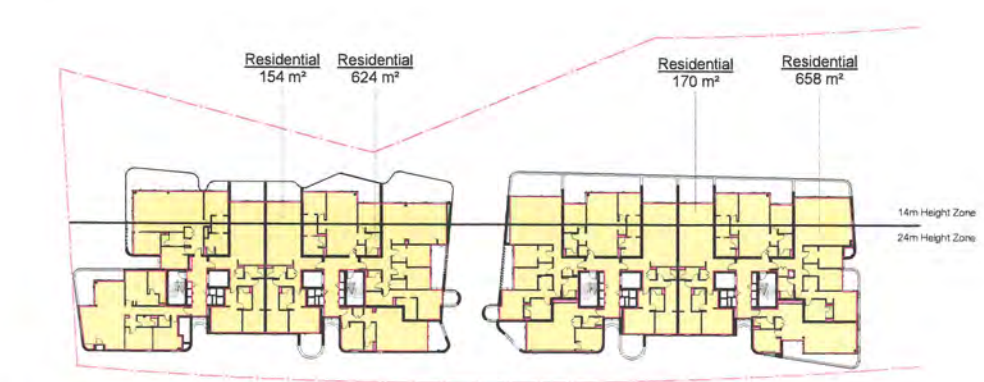 Residential
154 m²
Residential
624 m²
Residential
170 m²
Residential
658 m²
14m Height Zone
24m Height Zone